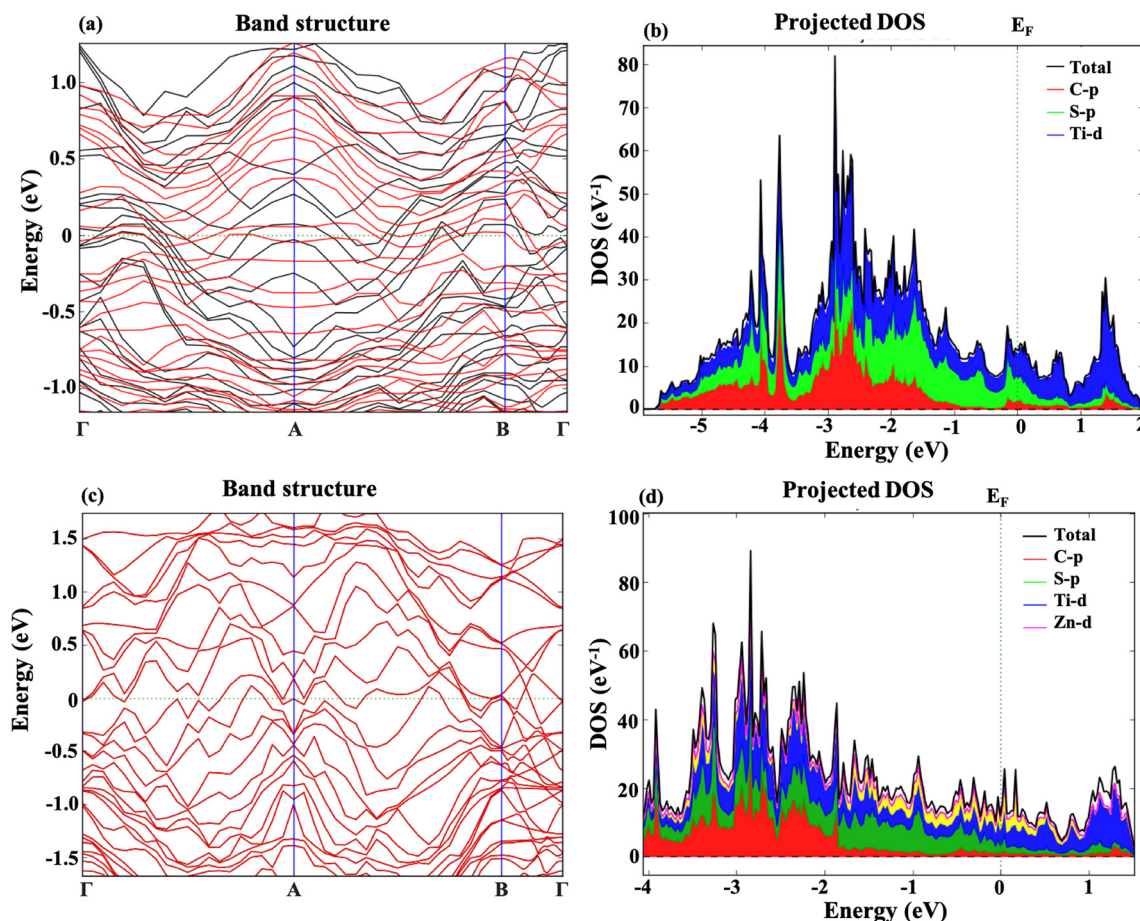 (a) Band structure
Energy (eV)
1.0
0.5
0
-0.5
-1.0
Γ A B Γ
(b) Projected DOS E_F
DOS (eV⁻¹)
80
70
60
50
40
30
20
10
0
Total
C-p
S-p
Ti-d
-5 -4 -3 -2 -1 0 1 2
Energy (eV)
(c) Band structure
Energy (eV)
1.5
1.0
0.5
0
-0.5
-1.0
-1.5
Γ A B Γ
(d) Projected DOS E_F
DOS (eV⁻¹)
100
80
60
40
20
0
Total
C-p
S-p
Ti-d
Zn-d
-4 -3 -2 -1 0 1
Energy (eV)